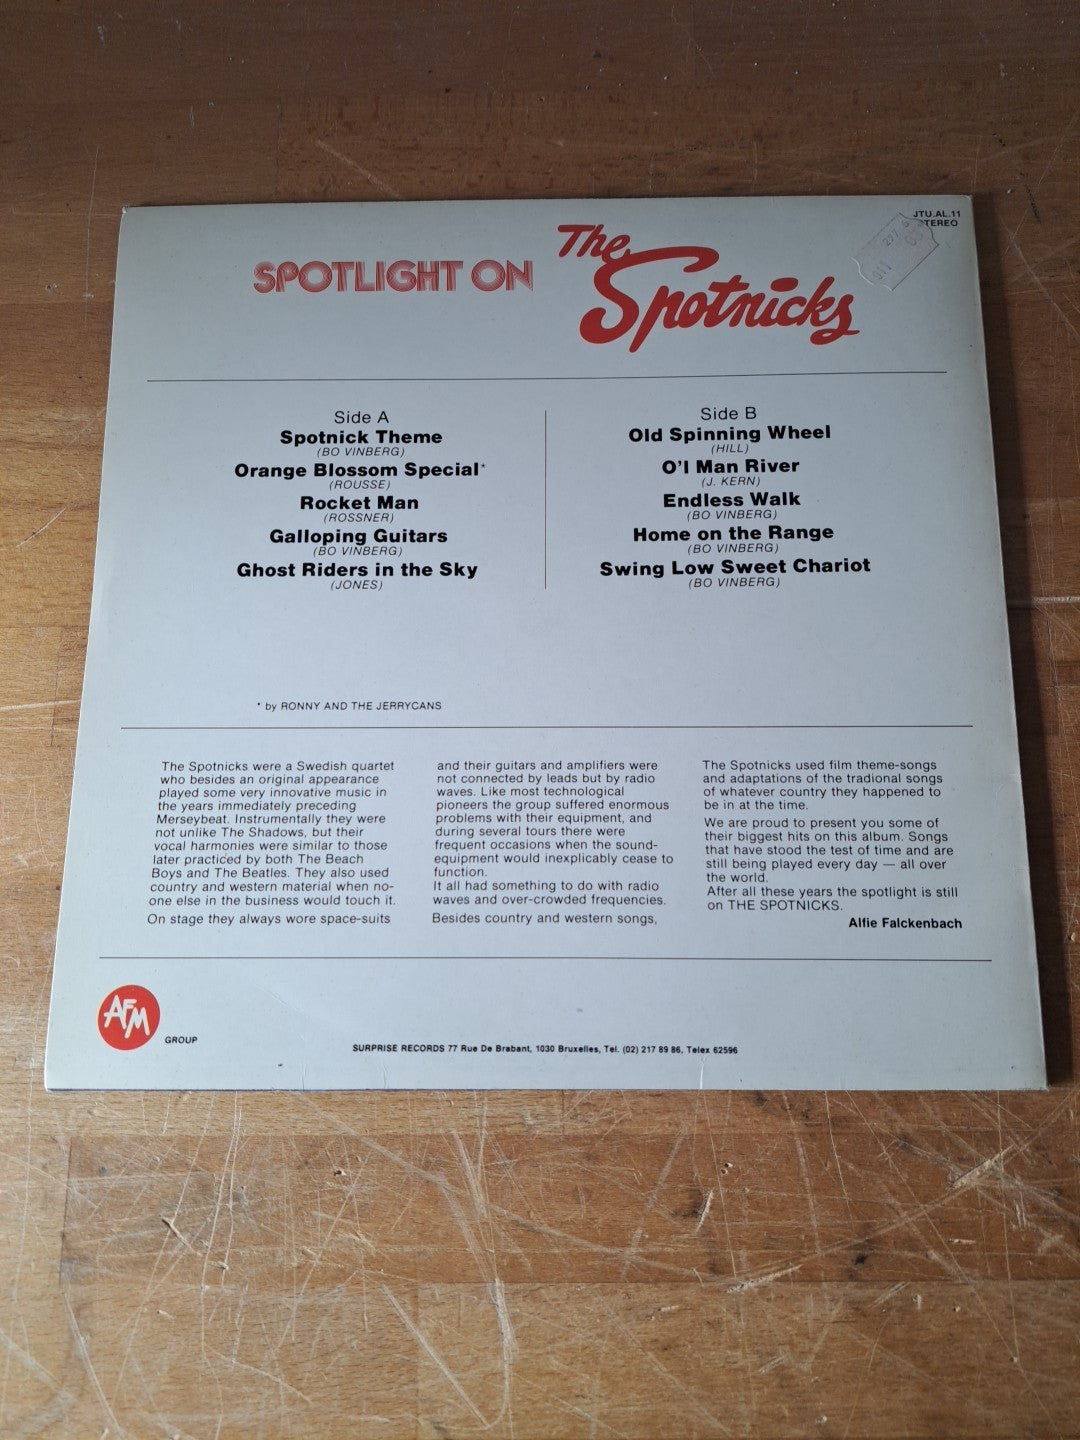 JTU.AL.11
STEREO
SPOTLIGHT ON The Spotnicks
Side A
Spotnick Theme
(BO VINBERG)
Orange Blossom Special*
(ROUSSE)
Rocket Man
(ROSSNER)
Galloping Guitars
(BO VINBERG)
Ghost Riders in the Sky
(JONES)
* by RONNY AND THE JERRYCANS
Side B
Old Spinning Wheel
(HILL)
O'l Man River
(J. KERN)
Endless Walk
(BO VINBERG)
Home on the Range
(BO VINBERG)
Swing Low Sweet Chariot
(BO VINBERG)
The Spotnicks were a Swedish quartet
who besides an original appearance
played some very innovative music in
the years immediately preceding
Merseybeat. Instrumentally they were
not unlike The Shadows, but their
vocal harmonies were similar to those
later practiced by both The Beach
Boys and The Beatles. They also used
country and western material when no-
one else in the business would touch it.
On stage they always wore space-suits
and their guitars and amplifiers were
not connected by leads but by radio
waves. Like most technological
pioneers the group suffered enormous
problems with their equipment, and
during several tours there were
frequent occasions when the sound-
equipment would inexplicably cease to
function.
It all had something to do with radio
waves and over-crowded frequencies.
Besides country and western songs,
The Spotnicks used film theme-songs
and adaptations of the tradional songs
of whatever country they happened to
be in at the time.
We are proud to present you some of
their biggest hits on this album. Songs
that have stood the test of time and are
still being played every day — all over
the world.
After all these years the spotlight is still
on THE SPOTNICKS.
Alfie Falckenbach
AFM
GROUP
SURPRISE RECORDS 77 Rue De Brabant, 1030 Bruxelles, Tel. (02) 217 89 86, Telex 62596